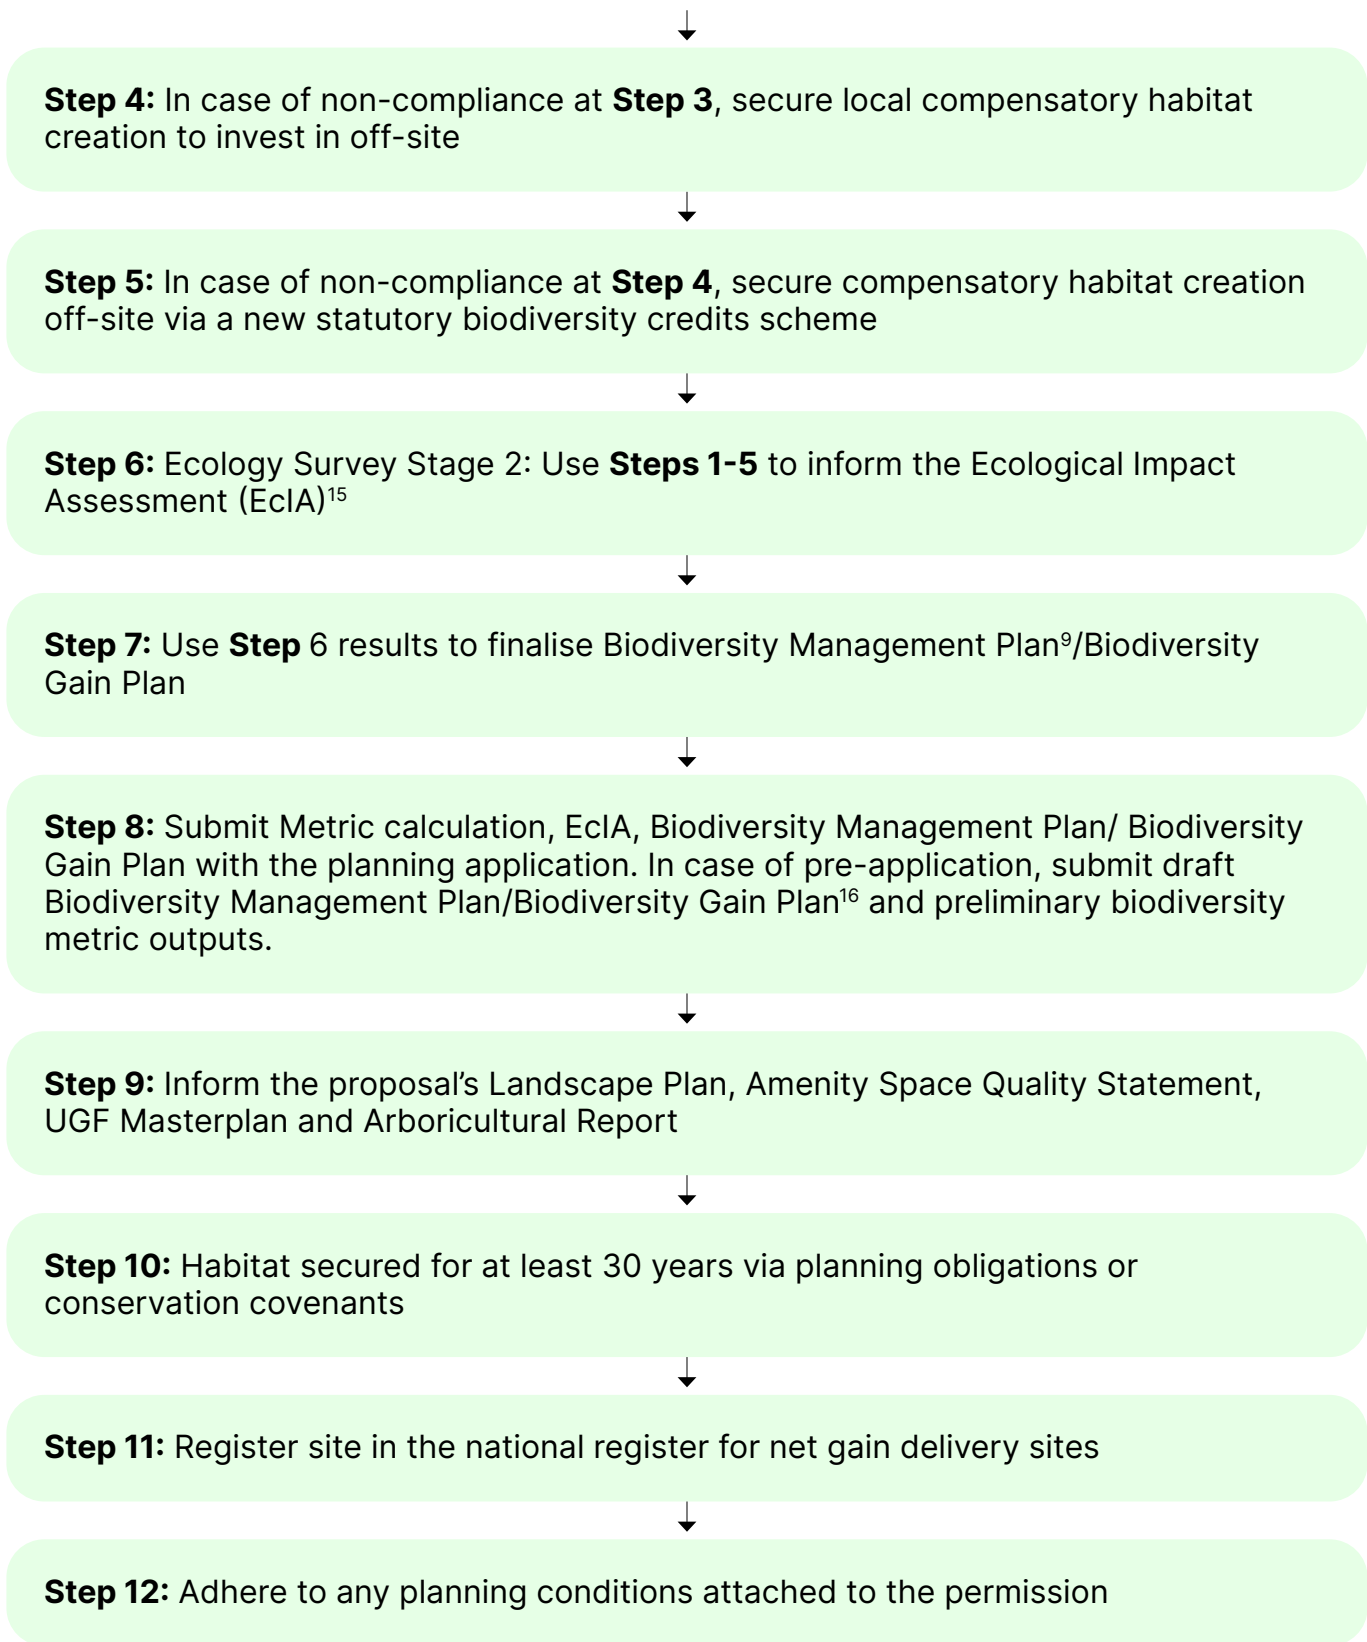 Step 4: In case of non-compliance at Step 3, secure local compensatory habitat
creation to invest in off-site
Step 5: In case of non-compliance at Step 4, secure compensatory habitat creation
off-site via a new statutory biodiversity credits scheme
Step 6: Ecology Survey Stage 2: Use Steps 1-5 to inform the Ecological Impact
Assessment (EcIA)¹⁵
Step 7: Use Step 6 results to finalise Biodiversity Management Plan⁹/Biodiversity
Gain Plan
Step 8: Submit Metric calculation, EcIA, Biodiversity Management Plan/ Biodiversity
Gain Plan with the planning application. In case of pre-application, submit draft
Biodiversity Management Plan/Biodiversity Gain Plan¹⁶ and preliminary biodiversity
metric outputs.
Step 9: Inform the proposal’s Landscape Plan, Amenity Space Quality Statement,
UGF Masterplan and Arboricultural Report
Step 10: Habitat secured for at least 30 years via planning obligations or
conservation covenants
Step 11: Register site in the national register for net gain delivery sites
Step 12: Adhere to any planning conditions attached to the permission